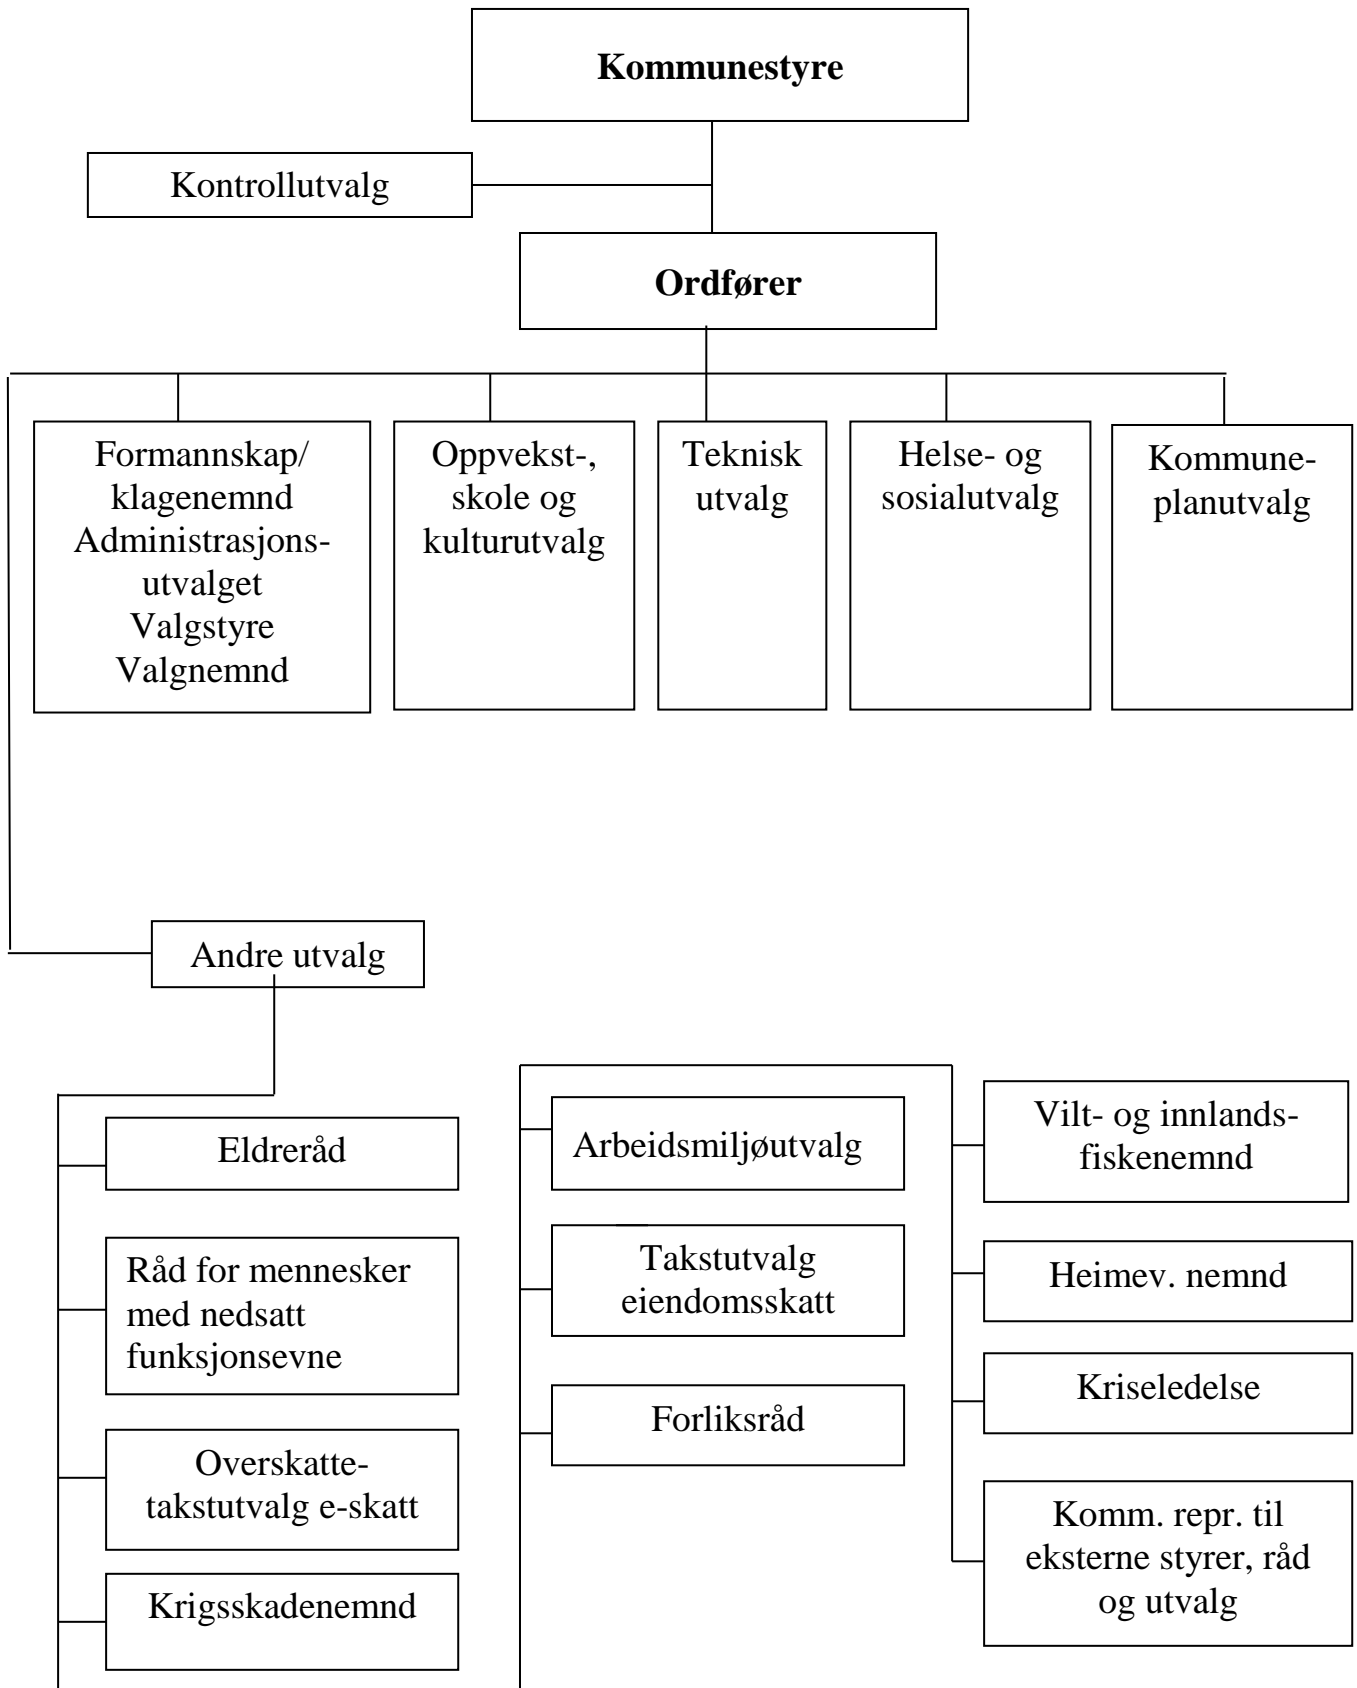 Kommunestyre
Kontrollutvalg
Ordfører
Formannskap/
klagenemnd
Administrasjons-
utvalget
Valgstyre
Valgnemnd
Oppvekst-,
skole og
kulturutvalg
Teknisk
utvalg
Helse- og
sosialutvalg
Kommune-
planutvalg
Andre utvalg
Eldreråd
Råd for mennesker
med nedsatt
funksjonsevne
Overskatte-
takstutvalg e-skatt
Krigsskadenemnd
Arbeidsmiljøutvalg
Takstutvalg
eiendomsskatt
Forliksråd
Vilt- og innlands-
fiskenemnd
Heimev. nemnd
Kriseledelse
Komm. repr. til
eksterne styrer, råd
og utvalg